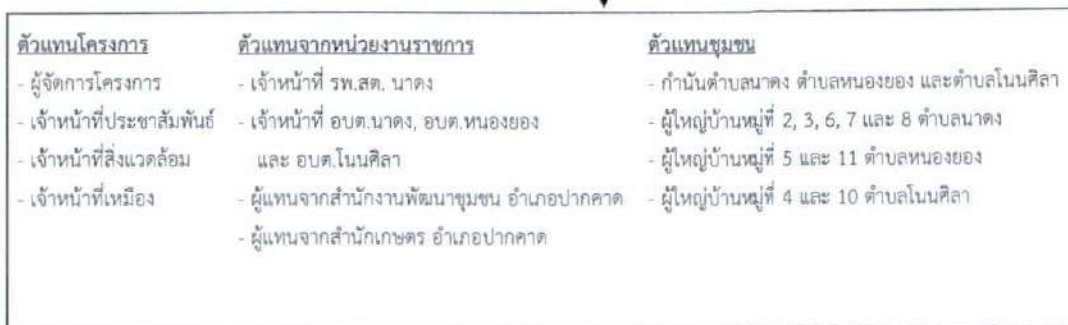 ตัวแทนโครงการ
- ผู้จัดการโครงการ
- เจ้าหน้าที่ประชาสัมพันธ์
- เจ้าหน้าที่สิ่งแวดล้อม
- เจ้าหน้าที่เหมือง
ตัวแทนจากหน่วยงานราชการ
- เจ้าหน้าที่ รพ.สต. นาดง
- เจ้าหน้าที่ อบต.นาดง, อบต.หนองยอง
และ อบต.โนนศิลา
- ผู้แทนจากสำนักงานพัฒนาชุมชน อำเภอปากคาด
- ผู้แทนจากสำนักเกษตร อำเภอปากคาด
ตัวแทนชุมชน
- กำนันตำบลนาดง ตำบลหนองยอง และตำบลโนนศิลา
- ผู้ใหญ่บ้านหมู่ที่ 2, 3, 6, 7 และ 8 ตำบลนาดง
- ผู้ใหญ่บ้านหมู่ที่ 5 และ 11 ตำบลหนองยอง
- ผู้ใหญ่บ้านหมู่ที่ 4 และ 10 ตำบลโนนศิลา